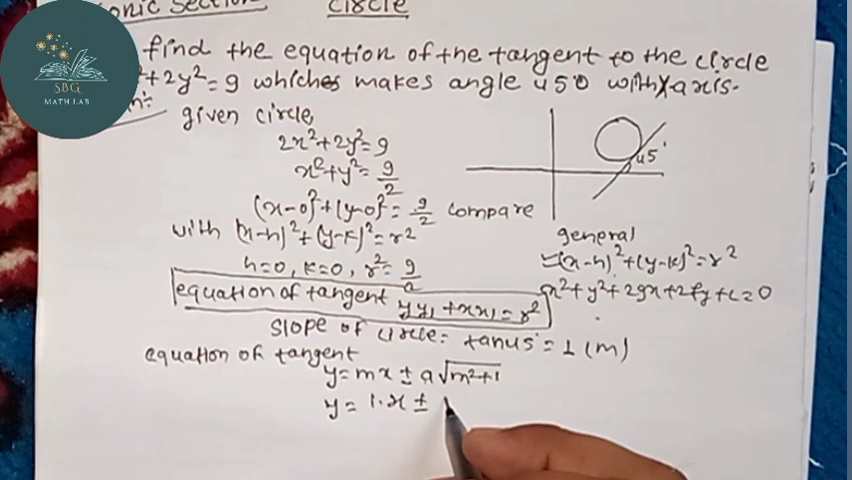 onic Section Circle
find the equation of the tangent to the circle
²+2y²=9 whiches makes angle 450 with x axis.
SBG
MATH LAB
n:-
given circle,
2x²+2y²=9
x²+y²=9/2
45°
(x-0)²+(y-0)²=9/2 compare
with (x-h)²+(y-k)²=r²
general
(x-h)²+(y-k)²=r²
h=0, k=0, r²=9/2
x²+y²+2gx+2fy+c=0
equation of tangent yy₁+xx₁=r²
slope of circle= tan45°=1 (m)
equation of tangent
y=mx±a√m²+1
y=1.x±